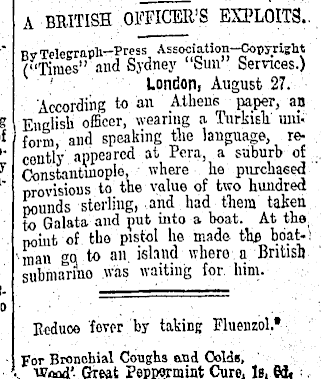 A BRITISH OFFICER'S EXPLOITS.
By Telegraph—Press Association—Copyright
("Times" and Sydney "Sun" Services.)
London, August 27.
According to an Athens paper, an
English officer, wearing a Turkish uni-
form, and speaking the language, re-
cently appeared at Pera, a suburb of
Constantinople, where he purchased
provisions to the value of two hundred
pounds sterling, and had them taken
to Galata and put into a boat. At the
point of the pistol he made the boat-
man go to an island where a British
submarine was waiting for him.
Reduce fever by taking Fluenzol.*
For Bronchial Coughs and Colds,
Wood's Great Peppermint Cure, 1s, 6d.